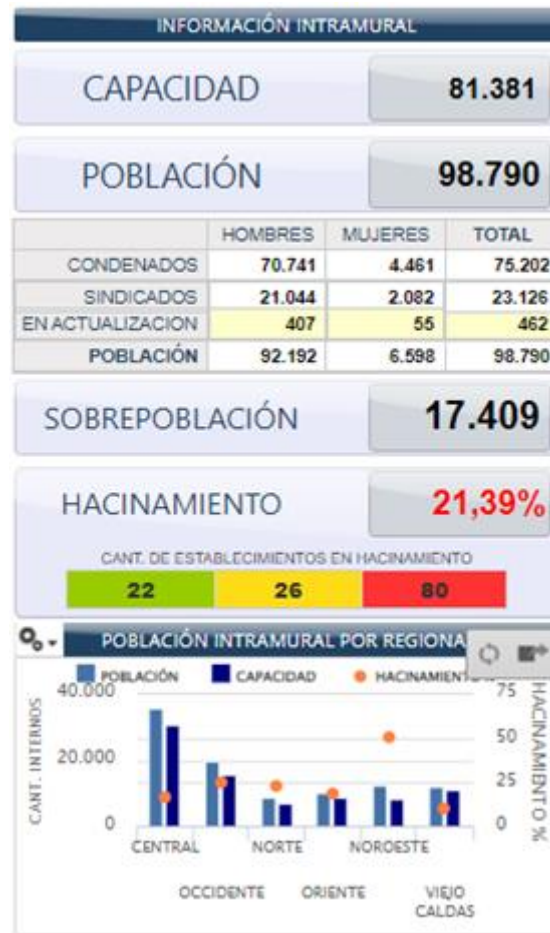 INFORMACIÓN INTRAMURAL
CAPACIDAD 81.381
POBLACIÓN 98.790
HOMBRES MUJERES TOTAL
CONDENADOS 70.741 4.461 75.202
SINDICADOS 21.044 2.082 23.126
EN ACTUALIZACION 407 55 462
POBLACIÓN 92.192 6.598 98.790
SOBREPOBLACIÓN 17.409
HACINAMIENTO 21,39%
CANT. DE ESTABLECIMIENTOS EN HACINAMIENTO
22 26 80
POBLACIÓN INTRAMURAL POR REGIONA
POBLACIÓN CAPACIDAD HACINAMIENTO
40.000 75
50
20.000
25
0 0
CANT. INTERNOS
HACINAMIENTO %
CENTRAL NORTE NOROESTE
OCCIDENTE ORIENTE VIEJO
CALDAS